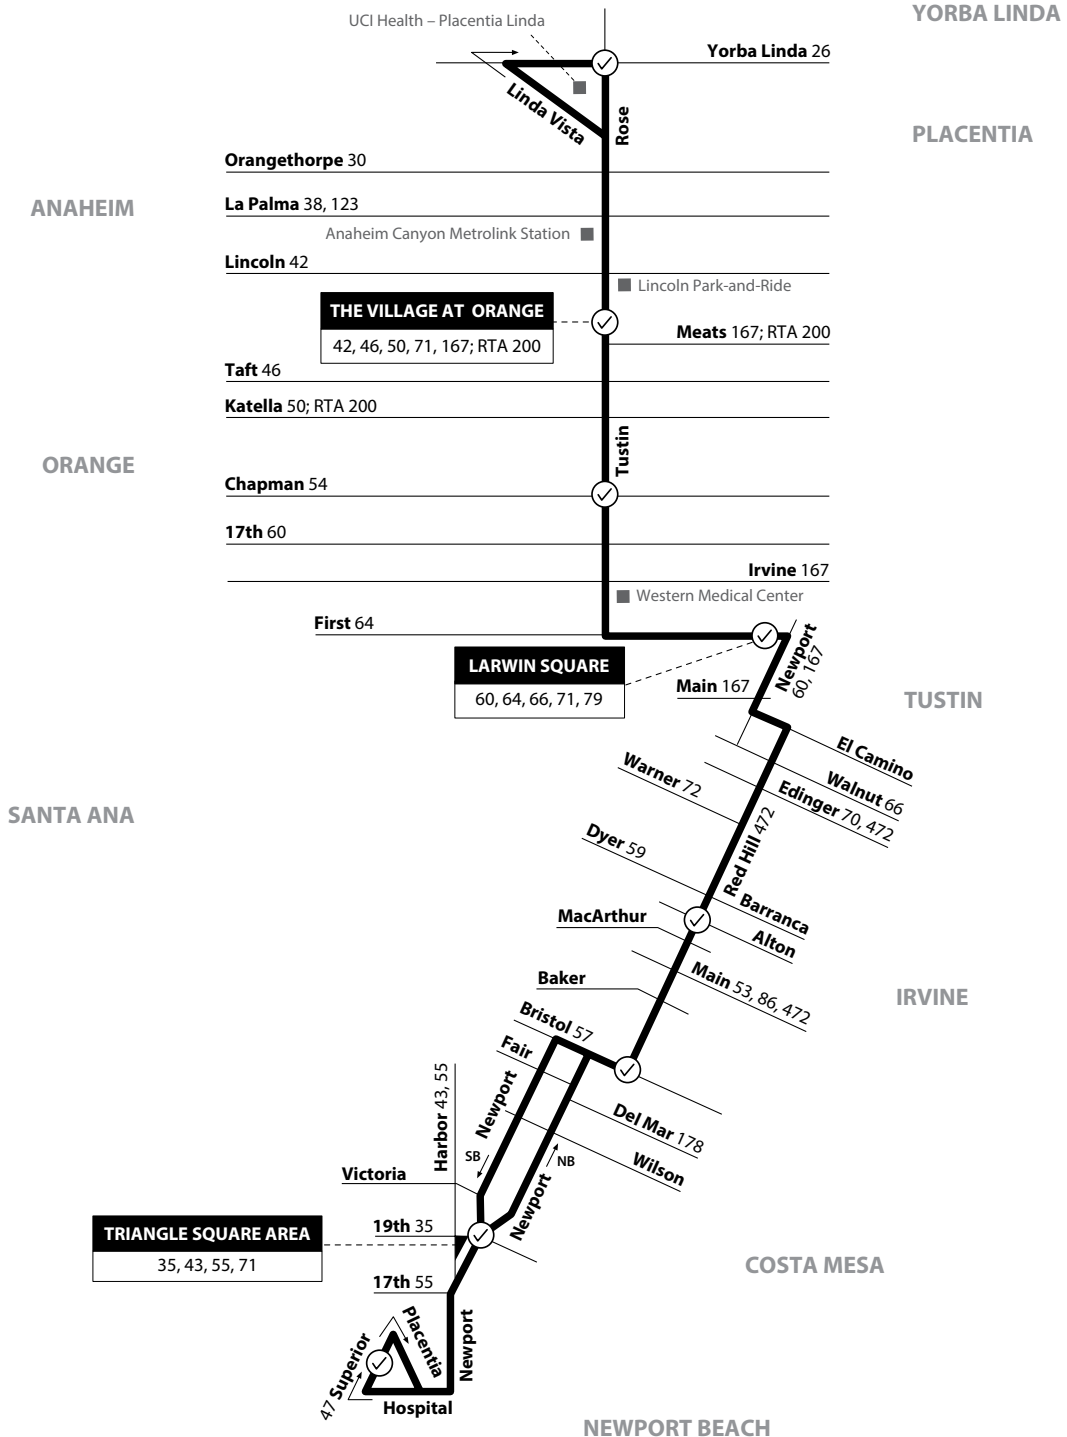 YORBA LINDA
UCI Health – Placentia Linda
Yorba Linda 26
Linda Vista
Rose
PLACENTIA
Orangethorpe 30
ANAHEIM
La Palma 38, 123
Anaheim Canyon Metrolink Station
Lincoln 42
Lincoln Park-and-Ride
THE VILLAGE AT ORANGE
42, 46, 50, 71, 167; RTA 200
Meats 167; RTA 200
Taft 46
Katella 50; RTA 200
Tustin
ORANGE
Chapman 54
17th 60
Irvine 167
Western Medical Center
First 64
Newport
60, 167
LARWIN SQUARE
60, 64, 66, 71, 79
Main 167
TUSTIN
El Camino
Warner 72
Walnut 66
Edinger 70, 472
SANTA ANA
Red Hill 472
Dyer 59
Barranca
MacArthur
Alton
Baker
Main 53, 86, 472
IRVINE
Bristol 57
Fair
Harbor 43, 55
Newport
Del Mar 178
SB
NB
Wilson
Victoria
Newport
19th 35
TRIANGLE SQUARE AREA
35, 43, 55, 71
COSTA MESA
17th 55
Placentia
Newport
47 Superior
Hospital
NEWPORT BEACH